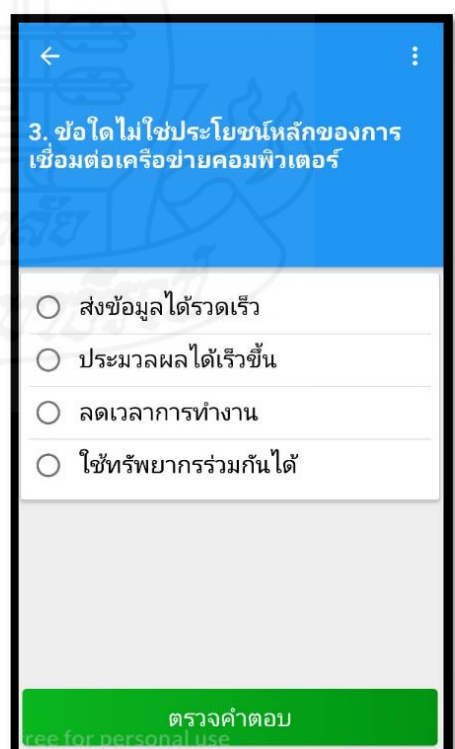 3. ข้อใดไม่ใช่ประโยชน์หลักของการ
เชื่อมต่อเครือข่ายคอมพิวเตอร์
ส่งข้อมูลได้รวดเร็ว
ประมวลผลได้เร็วขึ้น
ลดเวลาการทำงาน
ใช้ทรัพยากรร่วมกันได้
ตรวจคำตอบ
ree for personal use